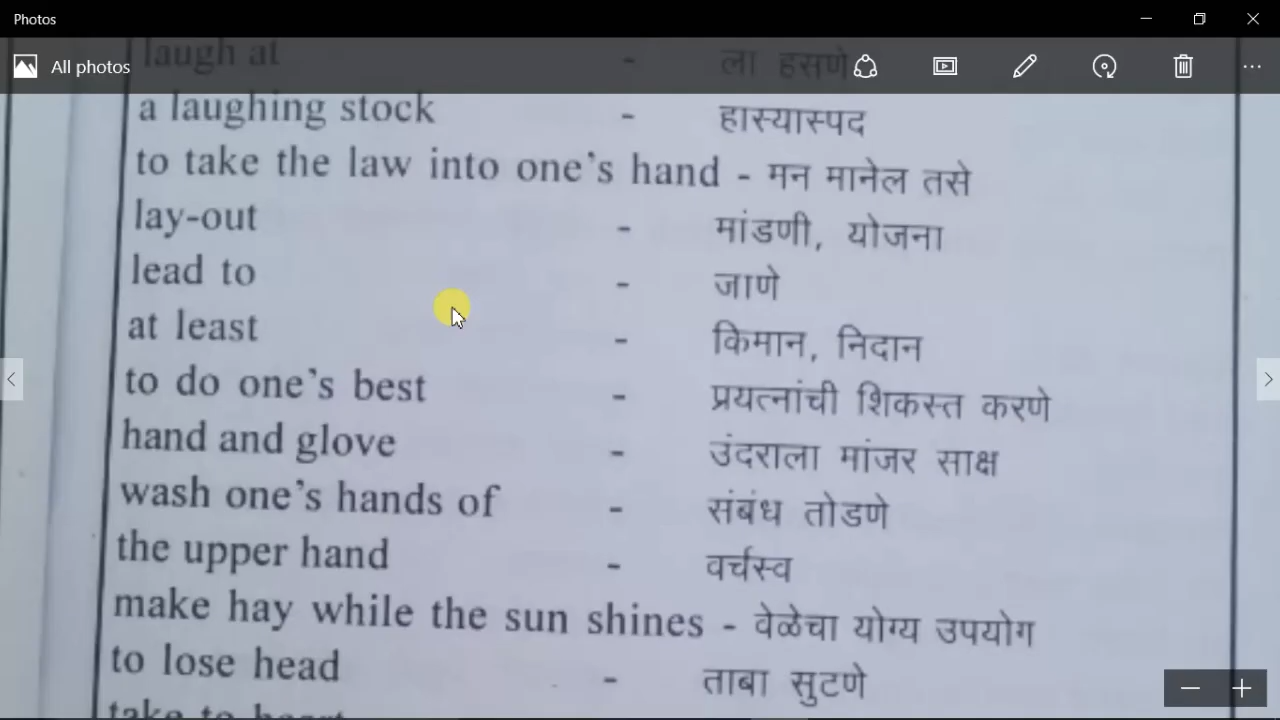 Photos
All photos
laugh at - ला हसणे
a laughing stock - हास्यास्पद
to take the law into one's hand - मन मानेल तसे
lay-out - मांडणी, योजना
lead to - जाणे
at least - किमान, निदान
to do one's best - प्रयत्नांची शिकस्त करणे
hand and glove - उंदराला मांजर साक्ष
wash one's hands of - संबंध तोडणे
the upper hand - वर्चस्व
make hay while the sun shines - वेळेचा योग्य उपयोग
to lose head - ताबा सुटणे
take to heart